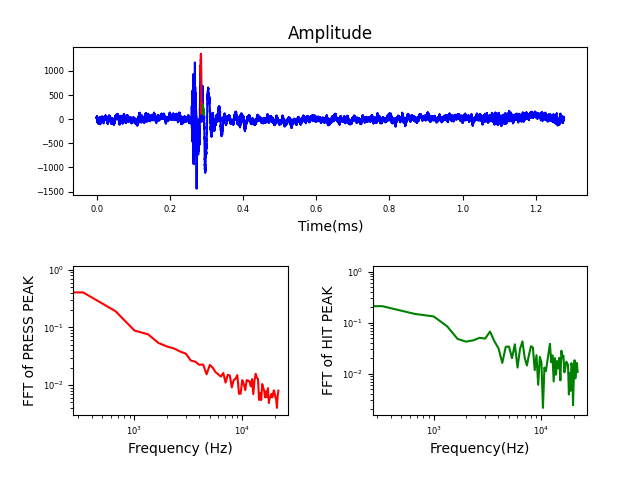 Amplitude
1000
500
0
−500
−1000
−1500
0.0 0.2 0.4 0.6 0.8 1.0 1.2
Time(ms)
FFT of PRESS PEAK
10⁰
10⁻¹
10⁻²
10³ 10⁴
Frequency (Hz)
FFT of HIT PEAK
10⁰
10⁻¹
10⁻²
10³ 10⁴
Frequency(Hz)